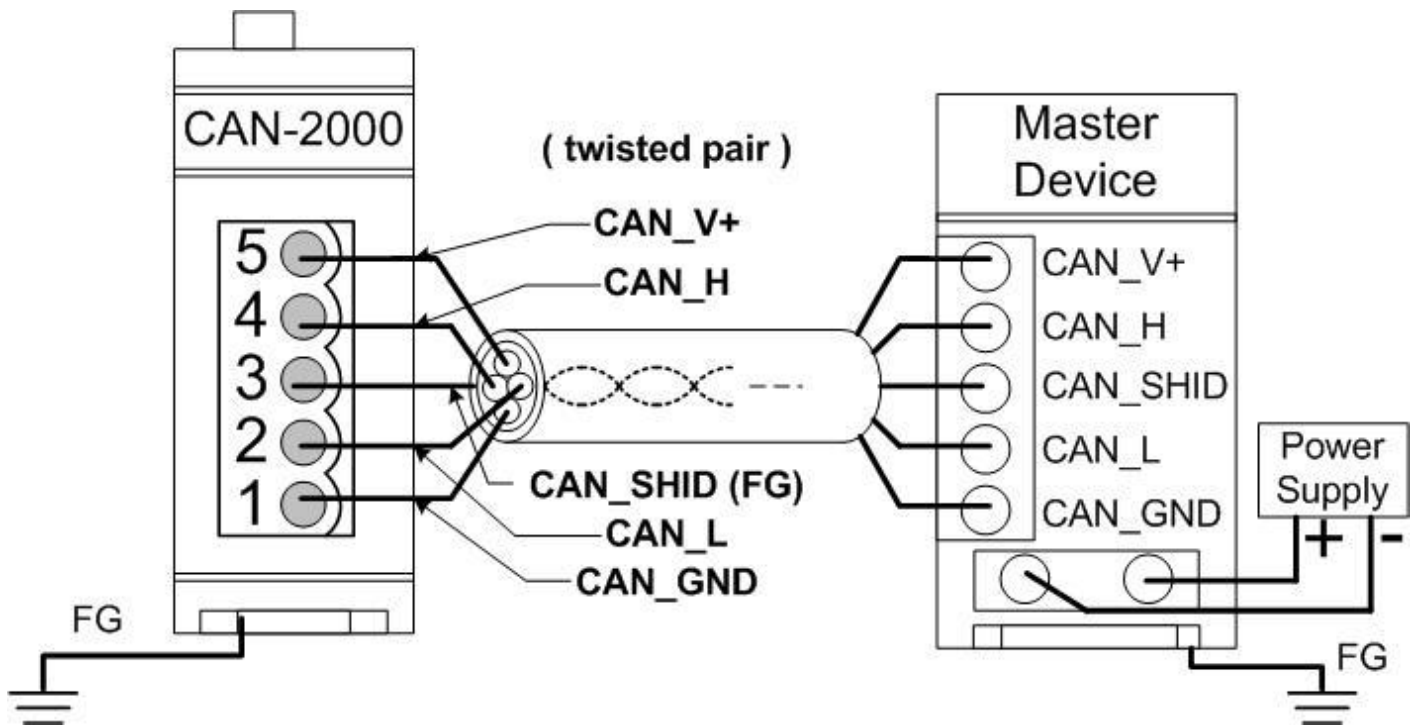 CAN-2000
( twisted pair )
Master
Device
CAN_V+
CAN_H
5
4
3
2
1
CAN_SHID (FG)
CAN_L
CAN_GND
CAN_V+
CAN_H
CAN_SHID
CAN_L
CAN_GND
Power
Supply
+ -
FG
FG